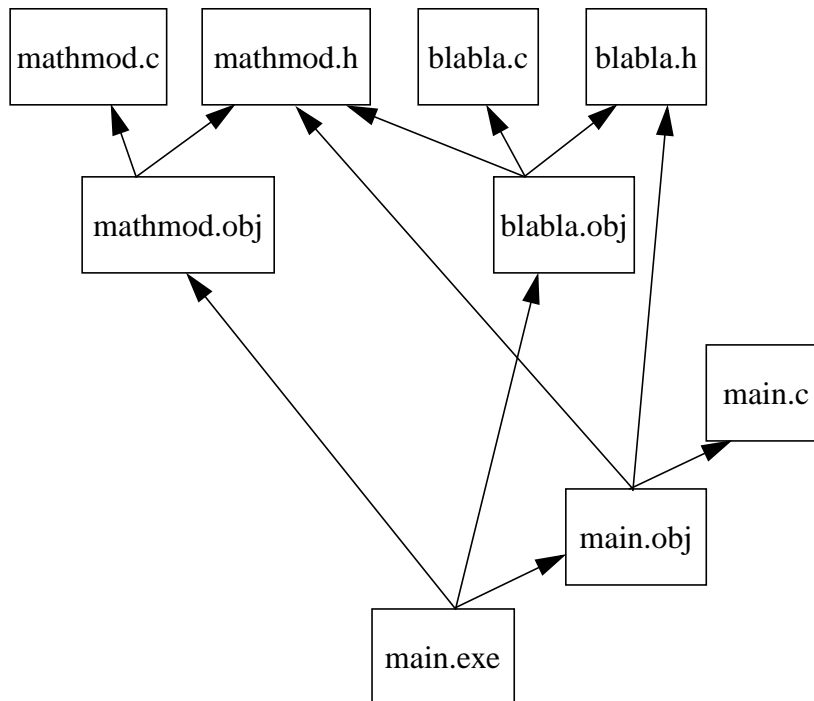 mathmod.c
mathmod.h
blabla.c
blabla.h
mathmod.obj
blabla.obj
main.c
main.obj
main.exe